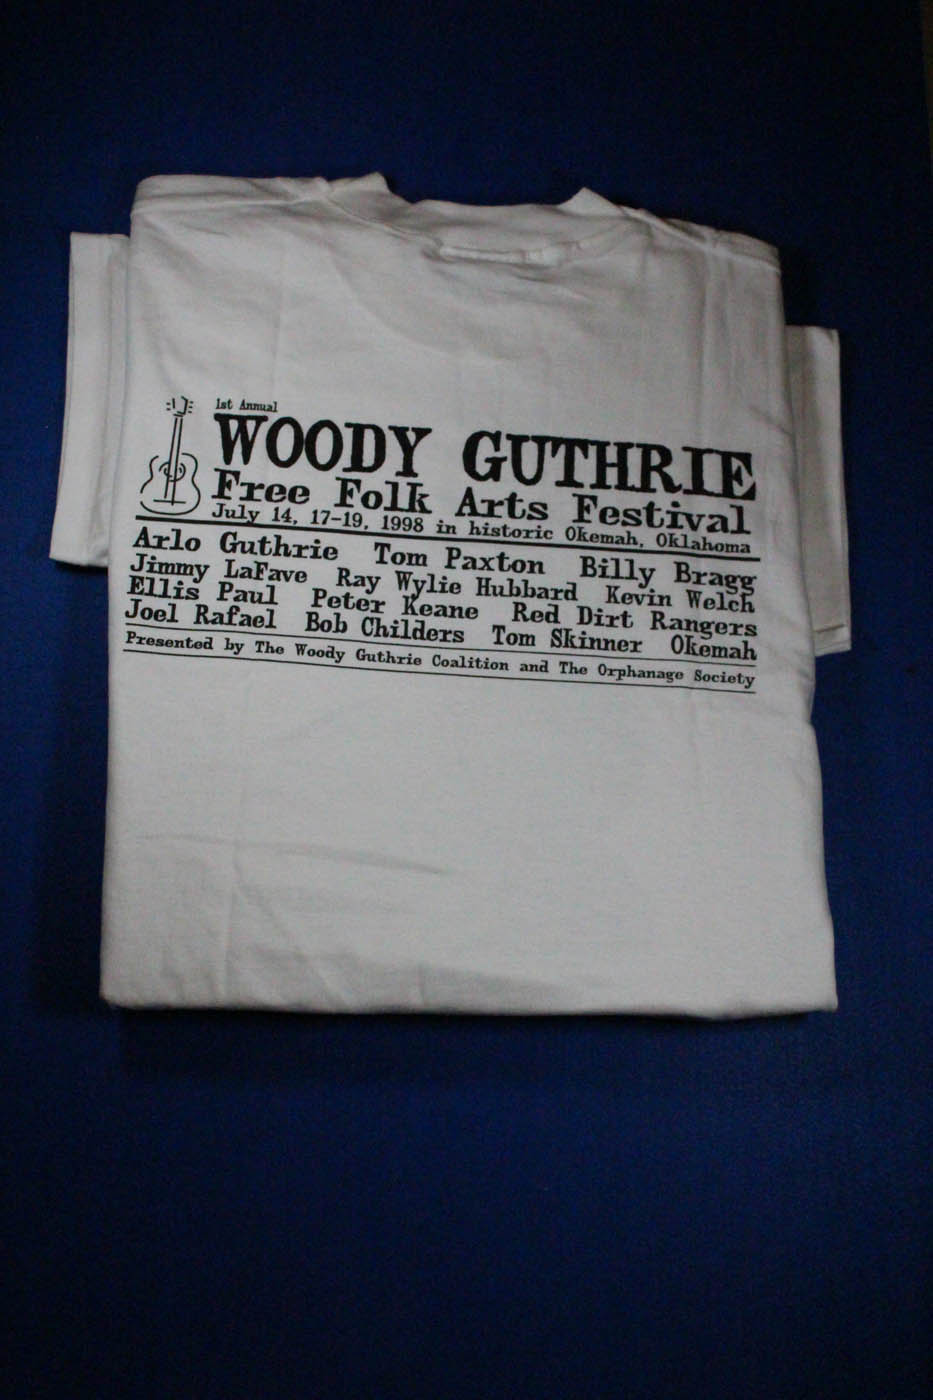 1st Annual
WOODY GUTHRIE
Free Folk Arts Festival
July 14, 17-19, 1998 in historic Okemah, Oklahoma
Arlo Guthrie Tom Paxton Billy Bragg
Jimmy LaFave Ray Wylie Hubbard Kevin Welch
Ellis Paul Peter Keane Red Dirt Rangers
Joel Rafael Bob Childers Tom Skinner Okemah
Presented by The Woody Guthrie Coalition and The Orphanage Society